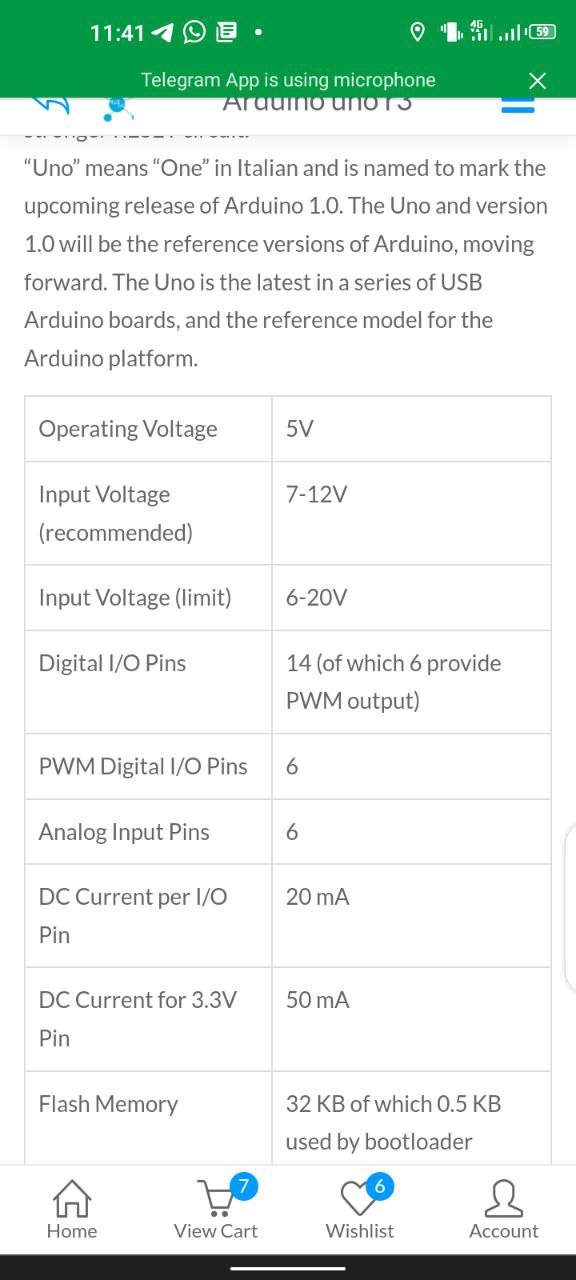 11:41
4G
59
Telegram App is using microphone
Arduino uno r3
“Uno” means “One” in Italian and is named to mark the
upcoming release of Arduino 1.0. The Uno and version
1.0 will be the reference versions of Arduino, moving
forward. The Uno is the latest in a series of USB
Arduino boards, and the reference model for the
Arduino platform.
Operating Voltage 5V
Input Voltage 7-12V
(recommended)
Input Voltage (limit) 6-20V
Digital I/O Pins 14 (of which 6 provide
PWM output)
PWM Digital I/O Pins 6
Analog Input Pins 6
DC Current per I/O 20 mA
Pin
DC Current for 3.3V 50 mA
Pin
Flash Memory 32 KB of which 0.5 KB
used by bootloader
7 6
Home View Cart Wishlist Account